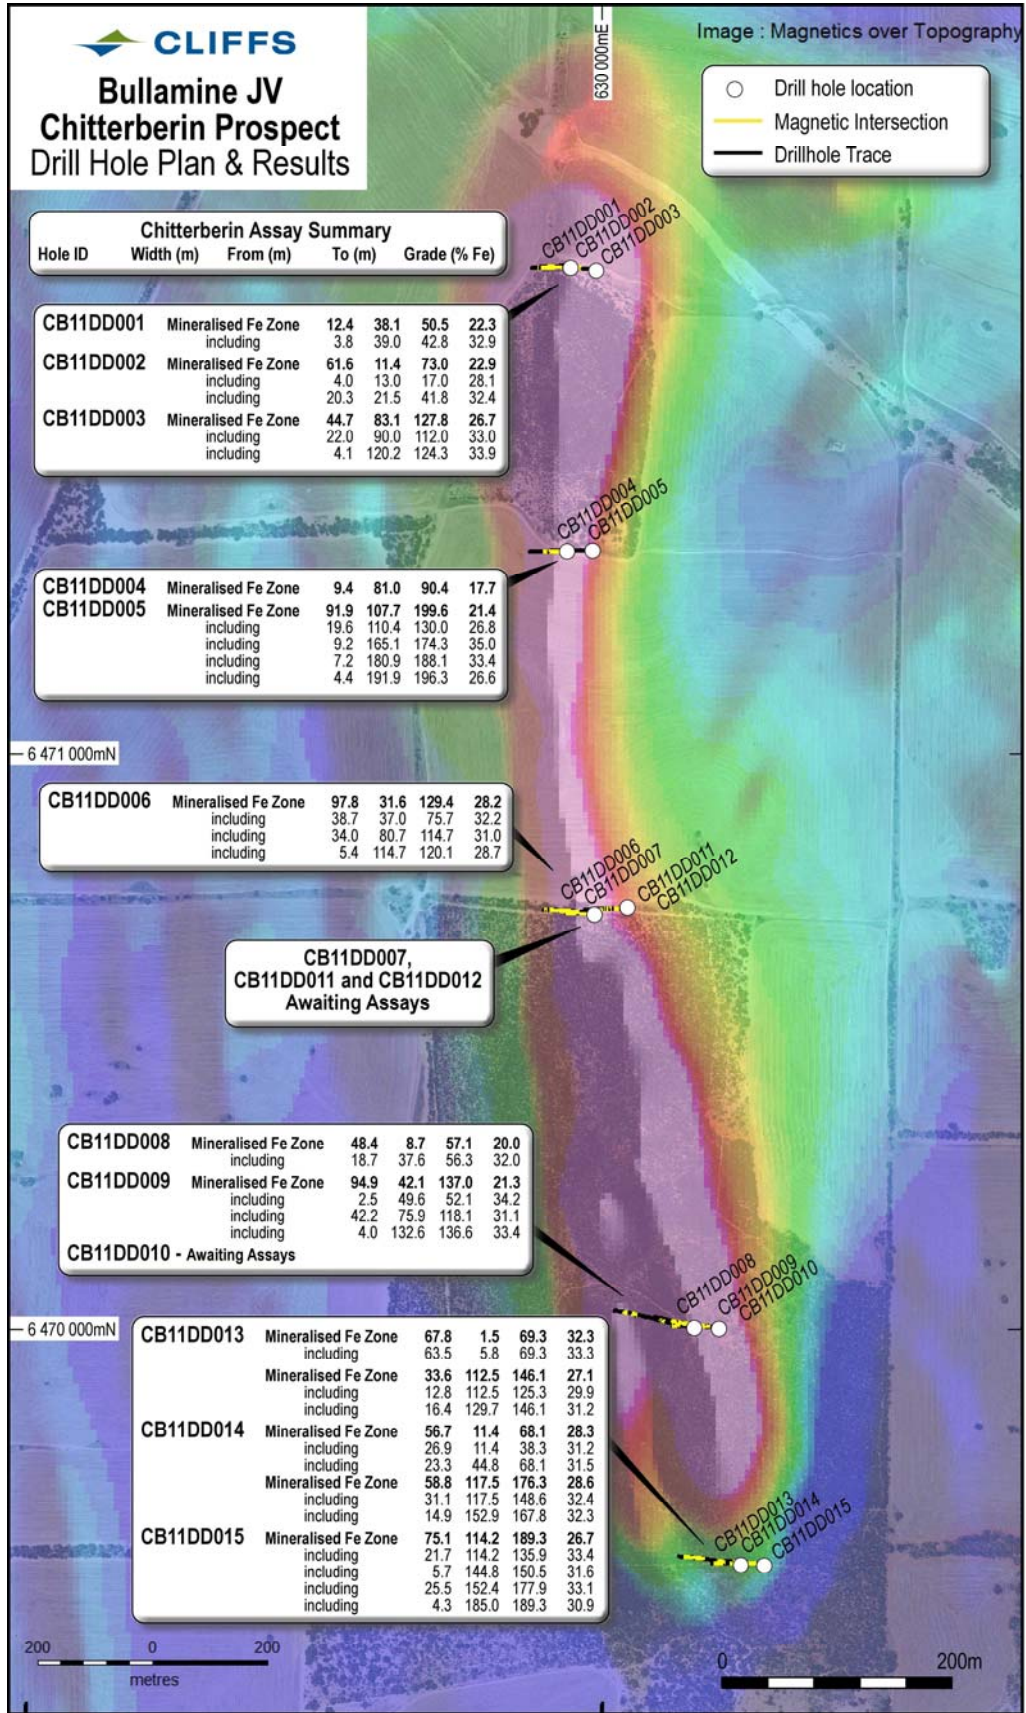 CLIFFS
Bullamine JV
Chitterberin Prospect
Drill Hole Plan & Results
630 000mE
Image : Magnetics over Topography
Drill hole location
Magnetic Intersection
Drillhole Trace
Chitterberin Assay Summary
Hole ID Width (m) From (m) To (m) Grade (% Fe)
CB11DD001
CB11DD002
CB11DD003
CB11DD001 Mineralised Fe Zone 12.4 38.1 50.5 22.3
including 3.8 39.0 42.8 32.9
CB11DD002 Mineralised Fe Zone 61.6 11.4 73.0 22.9
including 4.0 13.0 17.0 28.1
including 20.3 21.5 41.8 32.4
CB11DD003 Mineralised Fe Zone 44.7 83.1 127.8 26.7
including 22.0 90.0 112.0 33.0
including 4.1 120.2 124.3 33.9
CB11DD004
CB11DD005
CB11DD004 Mineralised Fe Zone 9.4 81.0 90.4 17.7
CB11DD005 Mineralised Fe Zone 91.9 107.7 199.6 21.4
including 19.6 110.4 130.0 26.8
including 9.2 165.1 174.3 35.0
including 7.2 180.9 188.1 33.4
including 4.4 191.9 196.3 26.6
6 471 000mN
CB11DD006 Mineralised Fe Zone 97.8 31.6 129.4 28.2
including 38.7 37.0 75.7 32.2
including 34.0 80.7 114.7 31.0
including 5.4 114.7 120.1 28.7
CB11DD006
CB11DD007
CB11DD011
CB11DD012
CB11DD007,
CB11DD011 and CB11DD012
Awaiting Assays
CB11DD008 Mineralised Fe Zone 48.4 8.7 57.1 20.0
including 18.7 37.6 56.3 32.0
CB11DD009 Mineralised Fe Zone 94.9 42.1 137.0 21.3
including 2.5 49.6 52.1 34.2
including 42.2 75.9 118.1 31.1
including 4.0 132.6 136.6 33.4
CB11DD010 - Awaiting Assays
CB11DD008
CB11DD009
CB11DD010
6 470 000mN
CB11DD013 Mineralised Fe Zone 67.8 1.5 69.3 32.3
including 63.5 5.8 69.3 33.3
Mineralised Fe Zone 33.6 112.5 146.1 27.1
including 12.8 112.5 125.3 29.9
including 16.4 129.7 146.1 31.2
CB11DD014 Mineralised Fe Zone 56.7 11.4 68.1 28.3
including 26.9 11.4 38.3 31.2
including 23.3 44.8 68.1 31.5
Mineralised Fe Zone 58.8 117.5 176.3 28.6
including 31.1 117.5 148.6 32.4
including 14.9 152.9 167.8 32.3
CB11DD015 Mineralised Fe Zone 75.1 114.2 189.3 26.7
including 21.7 114.2 135.9 33.4
including 5.7 144.8 150.5 31.6
including 25.5 152.4 177.9 33.1
including 4.3 185.0 189.3 30.9
CB11DD013
CB11DD014
CB11DD015
200 0 200
metres
0 200m